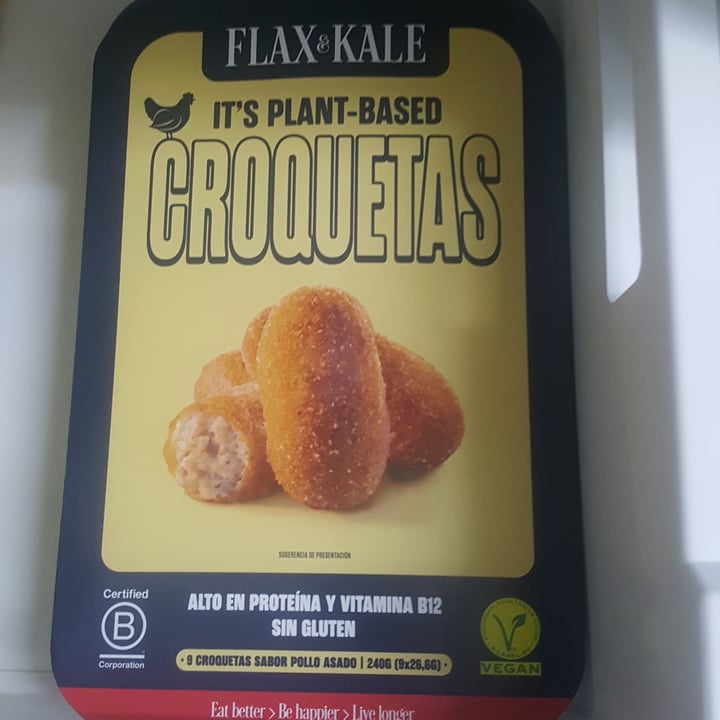 FLAX & KALE
IT'S PLANT-BASED
CROQUETAS
SUGERENCIA DE PRESENTACIÓN
Certified
B
Corporation
ALTO EN PROTEÍNA Y VITAMINA B12
SIN GLUTEN
· 9 CROQUETAS SABOR POLLO ASADO | 240G (9x26,6G) ·
VEGAN
Eat better > Be happier > Live longer